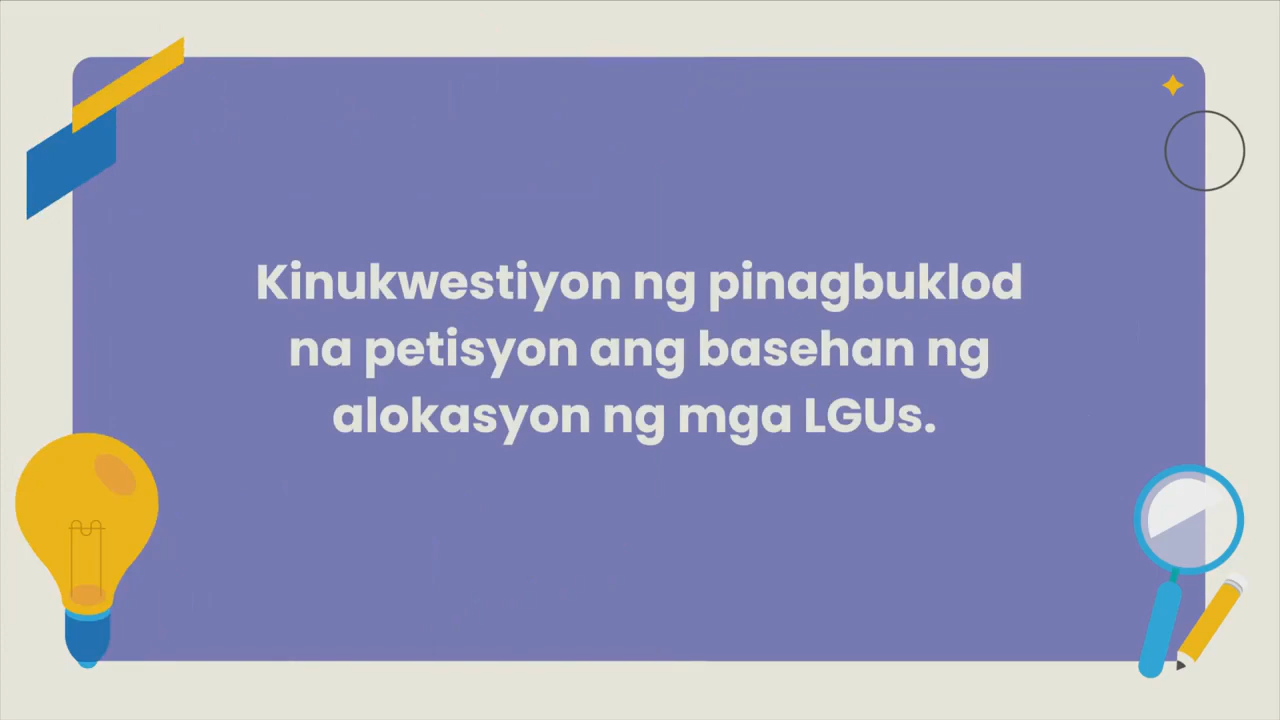 Kinukwestiyon ng pinagbuklod
na petisyon ang basehan ng
alokasyon ng mga LGUs.